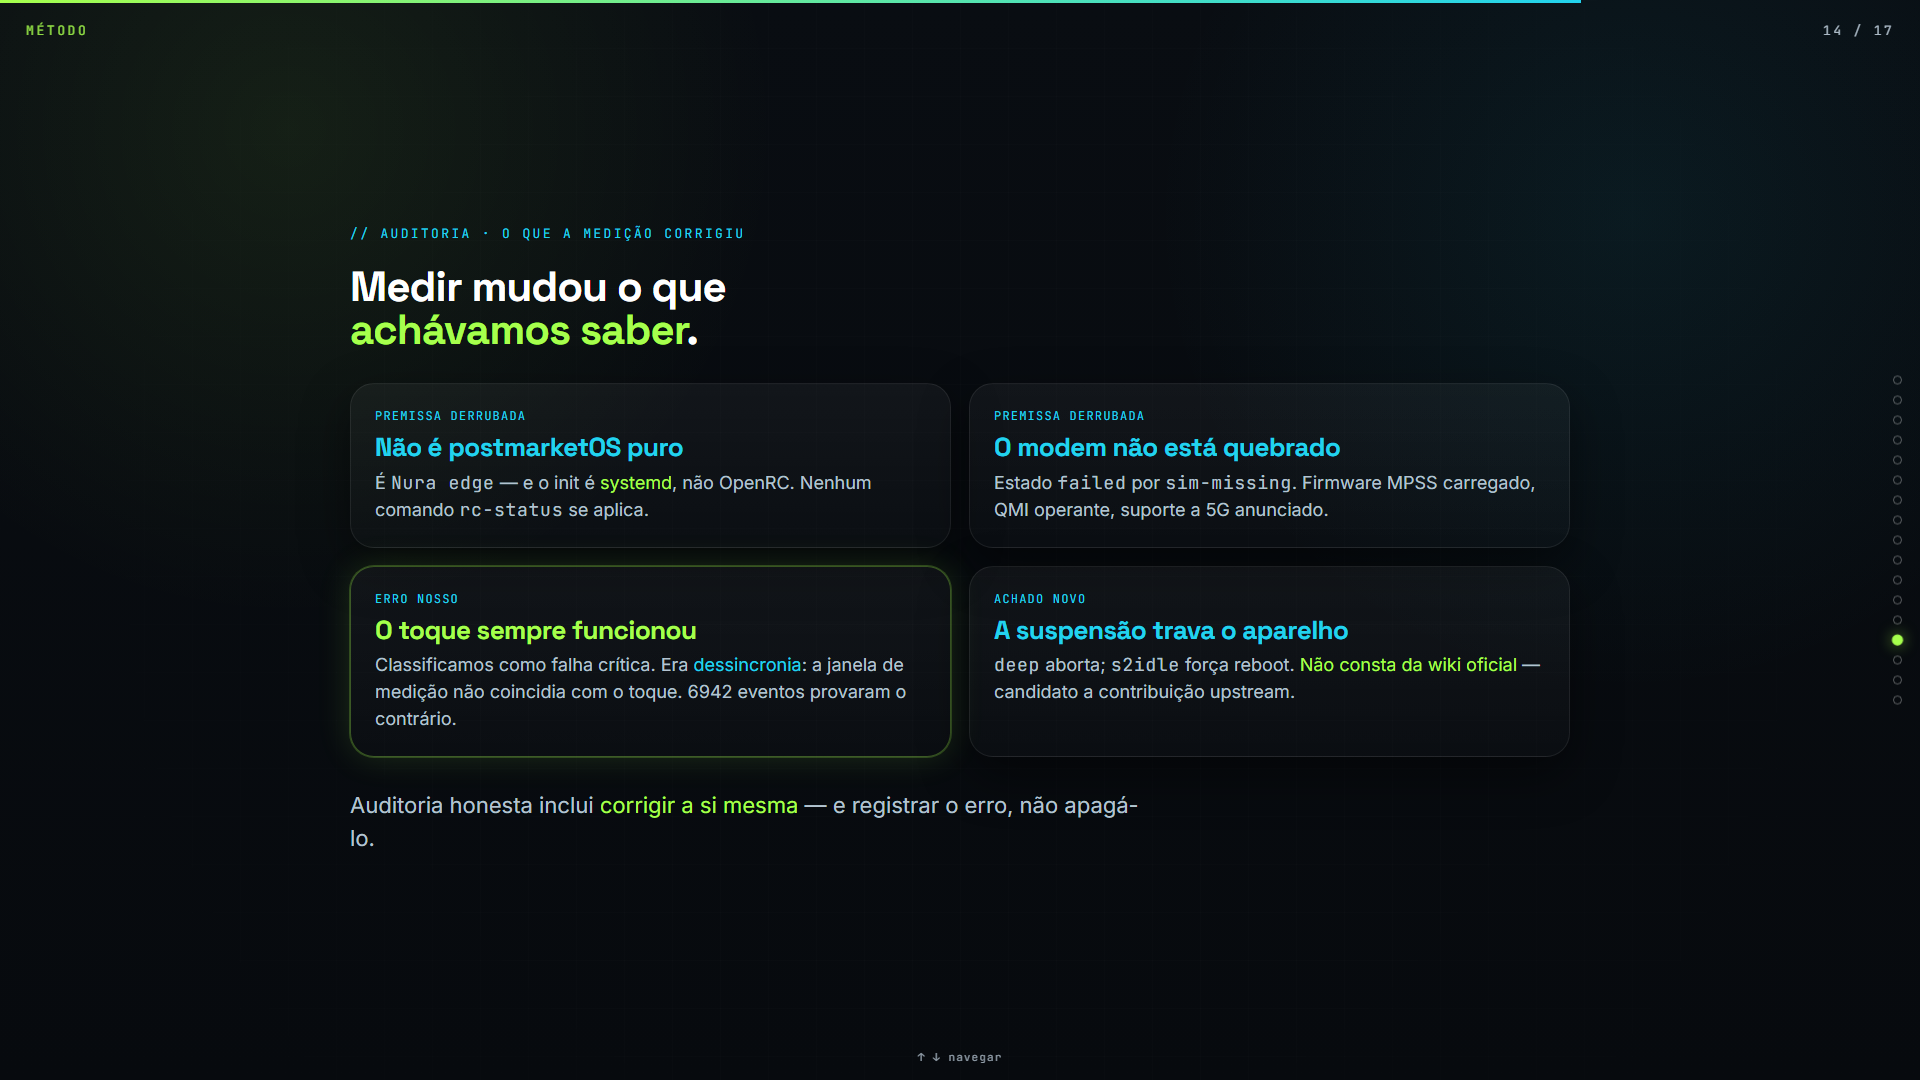 MÉTODO
14 / 17
// AUDITORIA · O QUE A MEDIÇÃO CORRIGIU
Medir mudou o que
achávamos saber.
PREMISSA DERRUBADA
Não é postmarketOS puro
É Nura edge — e o init é systemd, não OpenRC. Nenhum
comando rc-status se aplica.
PREMISSA DERRUBADA
O modem não está quebrado
Estado failed por sim-missing. Firmware MPSS carregado,
QMI operante, suporte a 5G anunciado.
ERRO NOSSO
O toque sempre funcionou
Classificamos como falha crítica. Era dessincronia: a janela de
medição não coincidia com o toque. 6942 eventos provaram o
contrário.
ACHADO NOVO
A suspensão trava o aparelho
deep aborta; s2idle força reboot. Não consta da wiki oficial —
candidato a contribuição upstream.
Auditoria honesta inclui corrigir a si mesma — e registrar o erro, não apagá-
lo.
↑ ↓ navegar